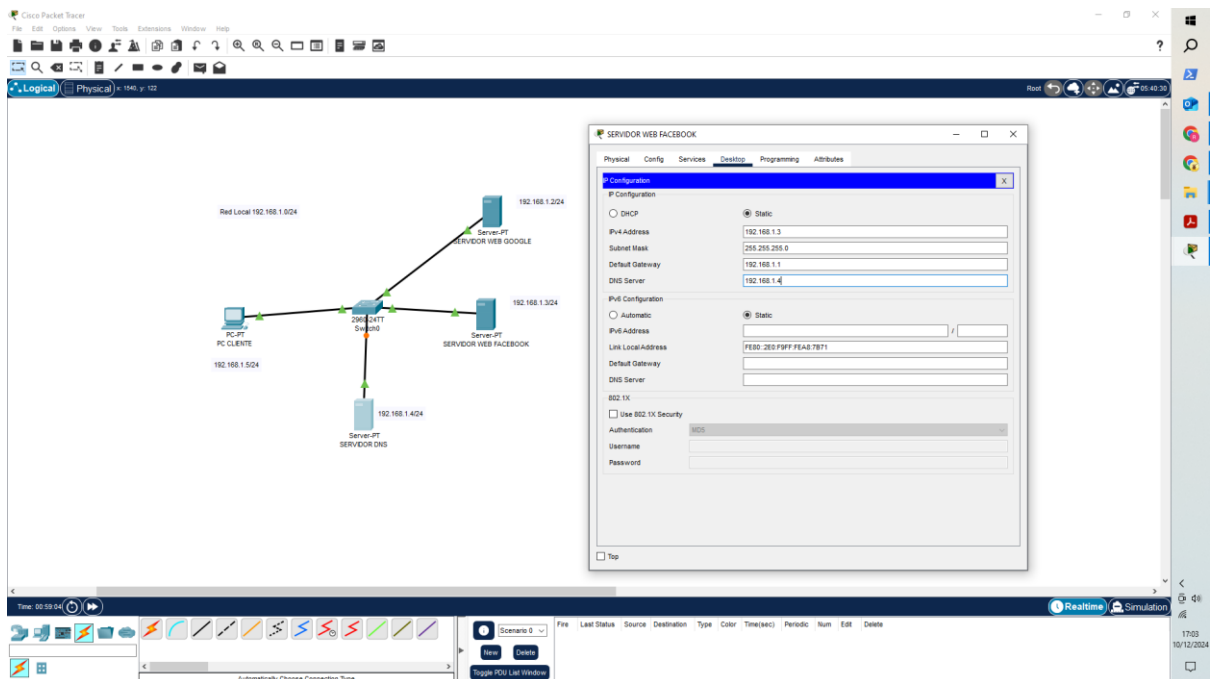 Cisco Packet Tracer
File Edit Options View Tools Extensions Window Help
?
Logical Physical x: 1540, y: 122
Root 05:40:30
Red Local 192.168.1.0/24
192.168.1.2/24
Server-PT
SERVIDOR WEB GOOGLE
192.168.1.3/24
Server-PT
SERVIDOR WEB FACEBOOK
2960-24TT
Switch0
PC-PT
PC CLIENTE
192.168.1.5/24
192.168.1.4/24
Server-PT
SERVIDOR DNS
SERVIDOR WEB FACEBOOK
Physical Config Services Desktop Programming Attributes
IP Configuration X
IP Configuration
DHCP Static
IPv4 Address 192.168.1.3
Subnet Mask 255.255.255.0
Default Gateway 192.168.1.1
DNS Server 192.168.1.4
IPv6 Configuration
Automatic Static
IPv6 Address /
Link Local Address FE80::2E0:F9FF:FEA8:7B71
Default Gateway
DNS Server
802.1X
Use 802.1X Security
Authentication MD5
Username
Password
Top
Time: 00:59:04
Realtime Simulation
Scenario 0
New Delete
Toggle PDU List Window
Fire Last Status Source Destination Type Color Time(sec) Periodic Num Edit Delete
Automatically Choose Connection Type
17:03
10/12/2024